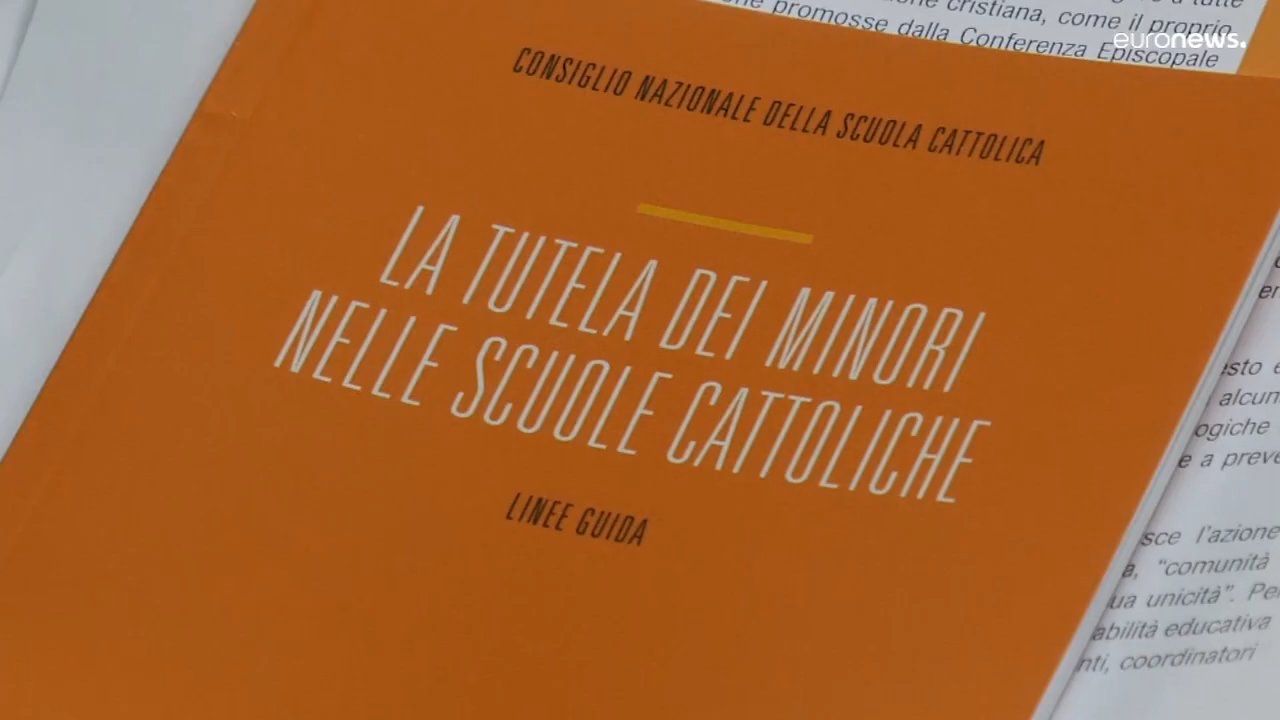 cristiana, come il proprio
promosse dalla Conferenza Episcopale
euronews.
CONSIGLIO NAZIONALE DELLA SCUOLA CATTOLICA
LA TUTELA DEI MINORI
NELLE SCUOLE CATTOLICHE
LINEE GUIDA
alcun
ogiche
e a preve
sce l'azione
a, "comunità
ua unicità". Pe
abilità educativa
nti, coordinatori